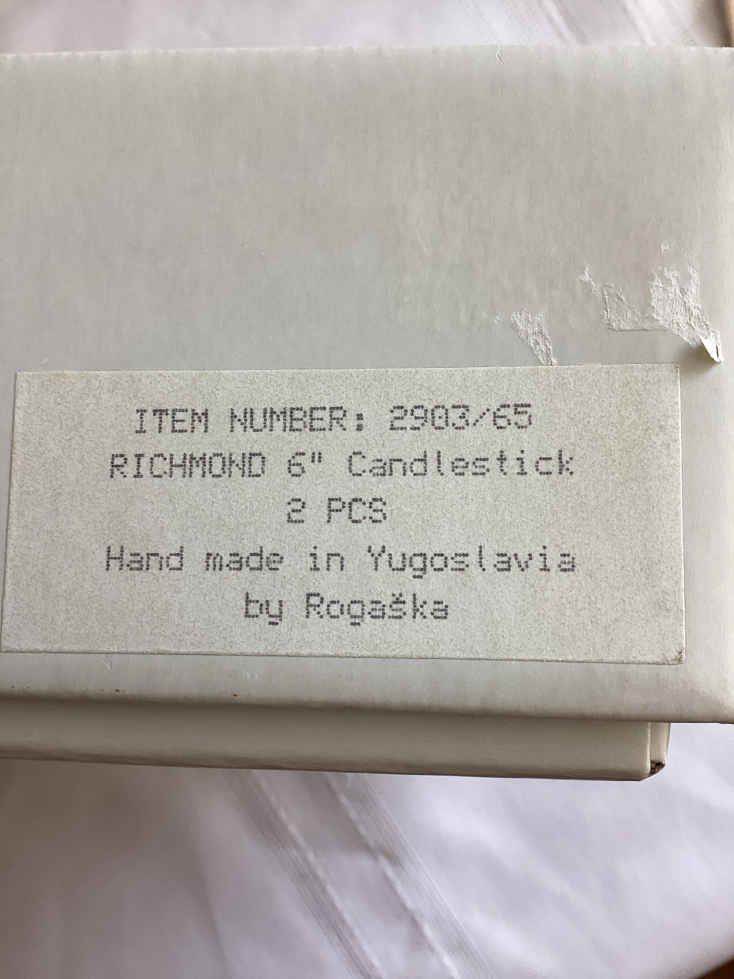 ITEM NUMBER: 2903/65
RICHMOND 6" Candlestick
2 PCS
Hand made in Yugoslavia
by Rogaška